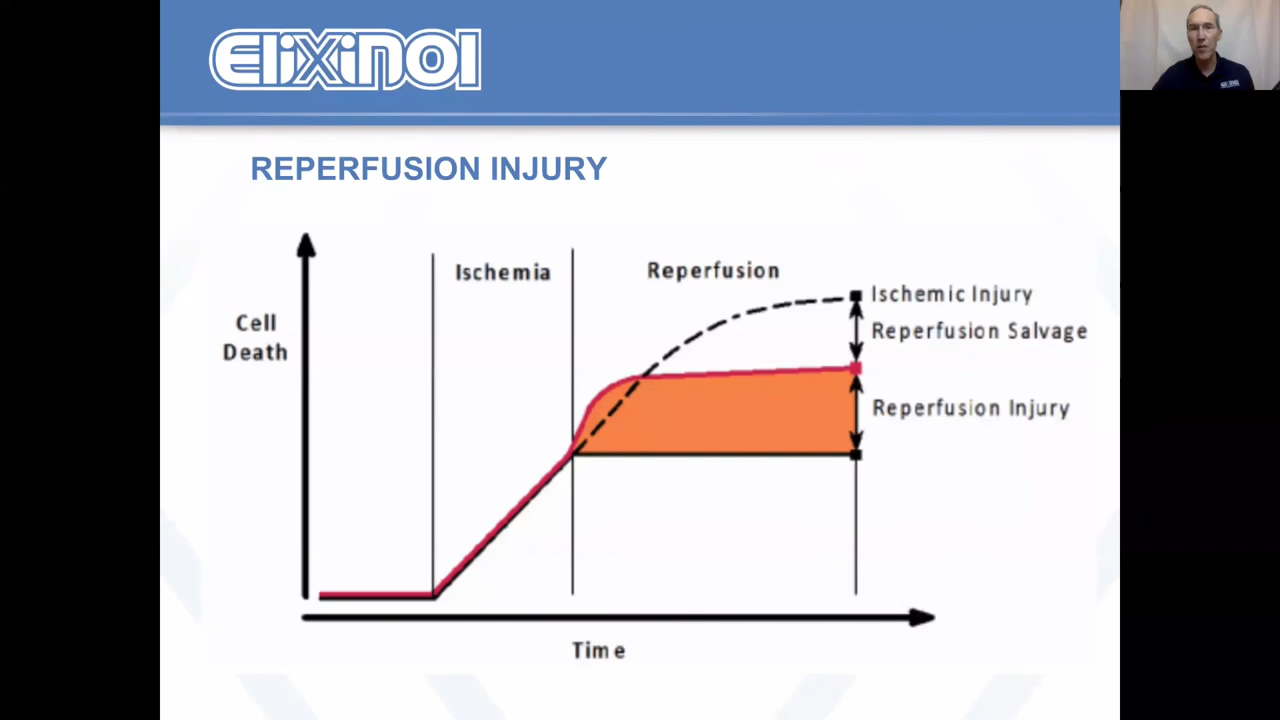 Elixinol
REPERFUSION INJURY
Ischemia
Reperfusion
Ischemic Injury
Reperfusion Salvage
Cell
Death
Reperfusion Injury
Time